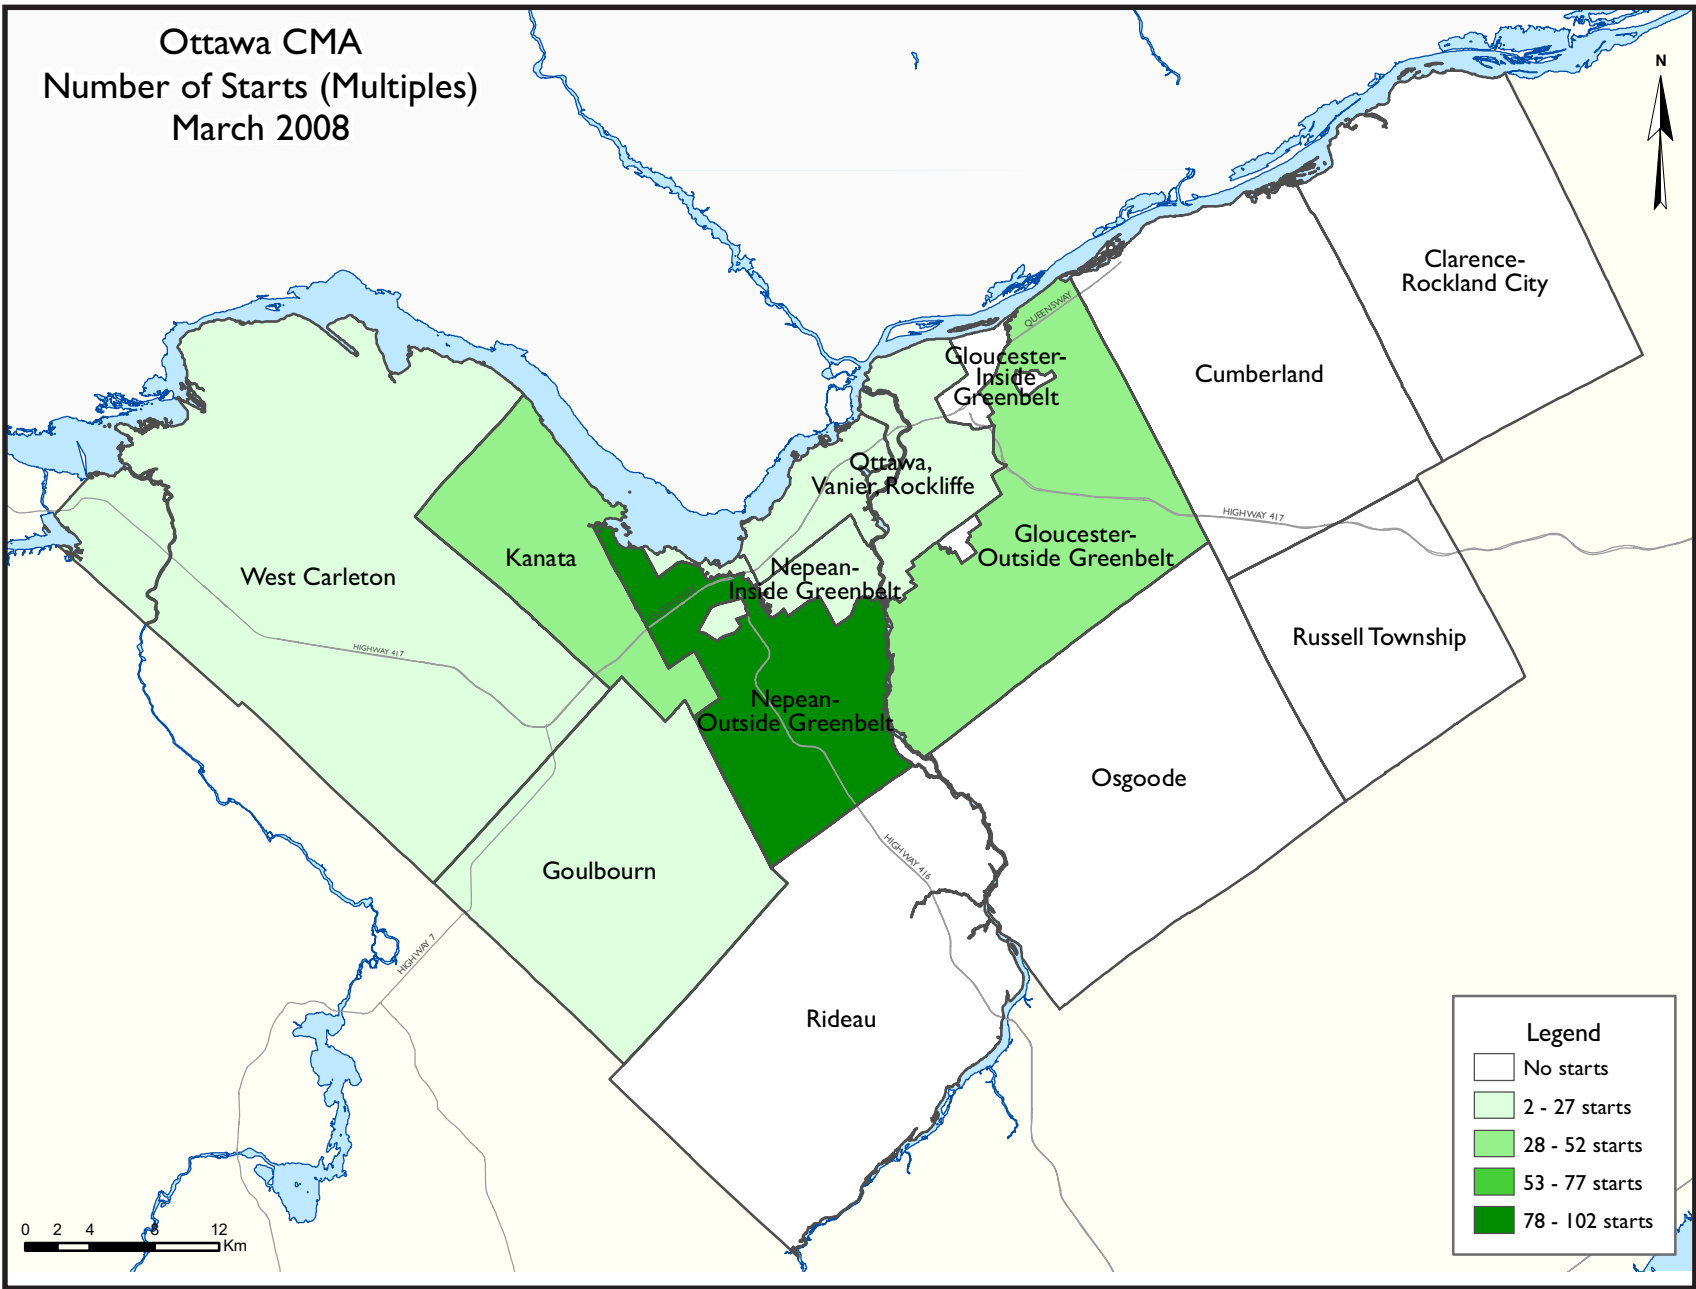 Ottawa CMA
Number of Starts (Multiples)
March 2008
N
Clarence-
Rockland City
QUEENSWAY
Gloucester-
Inside
Greenbelt
Cumberland
Ottawa,
Vanier, Rockliffe
HIGHWAY 417
Gloucester-
Outside Greenbelt
Kanata
West Carleton
Nepean-
Inside Greenbelt
Russell Township
HIGHWAY 417
Nepean-
Outside Greenbelt
Osgoode
Goulbourn
HIGHWAY 416
HIGHWAY 7
Rideau
Legend
No starts
2 - 27 starts
28 - 52 starts
53 - 77 starts
78 - 102 starts
0 2 4 8 12
Km